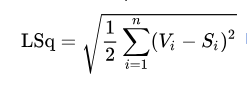 LSq = √(1/2 ∑_{i=1}^{n} (V_i − S_i)^2)